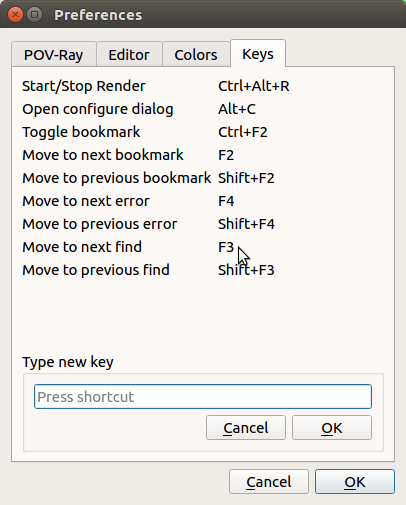 Preferences
POV-Ray Editor Colors Keys
Start/Stop Render Ctrl+Alt+R
Open configure dialog Alt+C
Toggle bookmark Ctrl+F2
Move to next bookmark F2
Move to previous bookmark Shift+F2
Move to next error F4
Move to previous error Shift+F4
Move to next find F3
Move to previous find Shift+F3
Type new key
Press shortcut
Cancel OK
Cancel OK